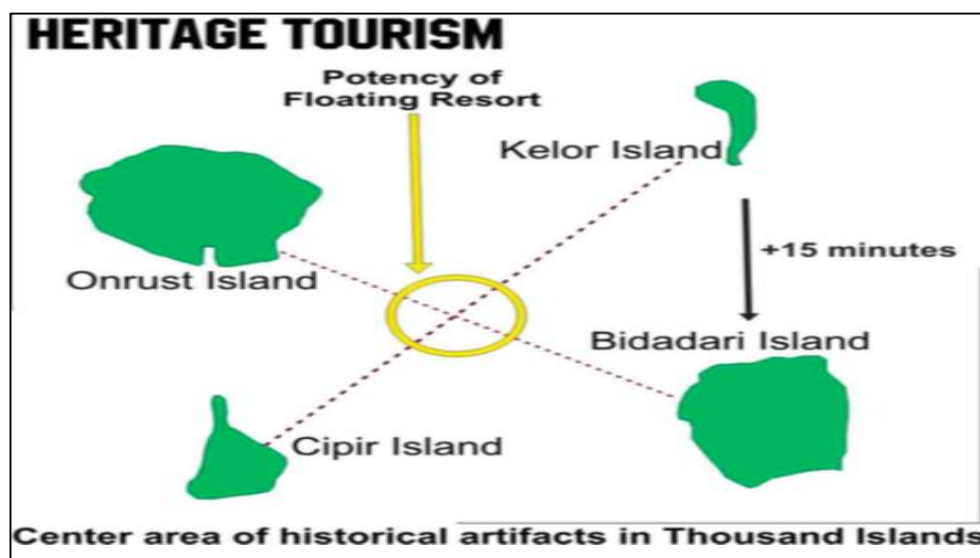 HERITAGE TOURISM
Potency of
Floating Resort
Kelor Island
+15 minutes
Onrust Island
Bidadari Island
Cipir Island
Center area of historical artifacts in Thousand Islands